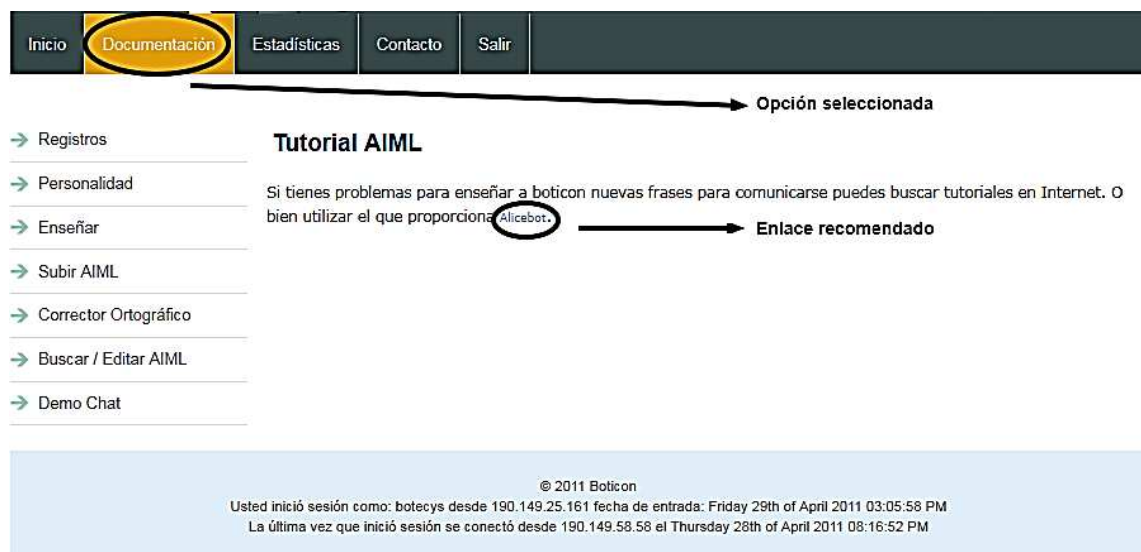 Inicio Documentación Estadísticas Contacto Salir
Opción seleccionada
Registros
Personalidad
Enseñar
Subir AIML
Corrector Ortográfico
Buscar / Editar AIML
Demo Chat
Tutorial AIML
Si tienes problemas para enseñar a boticon nuevas frases para comunicarse puedes buscar tutoriales en Internet. O
bien utilizar el que proporciona Alicebot.
Enlace recomendado
© 2011 Boticon
Usted inició sesión como: botecys desde 190.149.25.161 fecha de entrada: Friday 29th of April 2011 03:05:58 PM
La última vez que inició sesión se conectó desde 190.149.58.58 el Thursday 28th of April 2011 08:16:52 PM